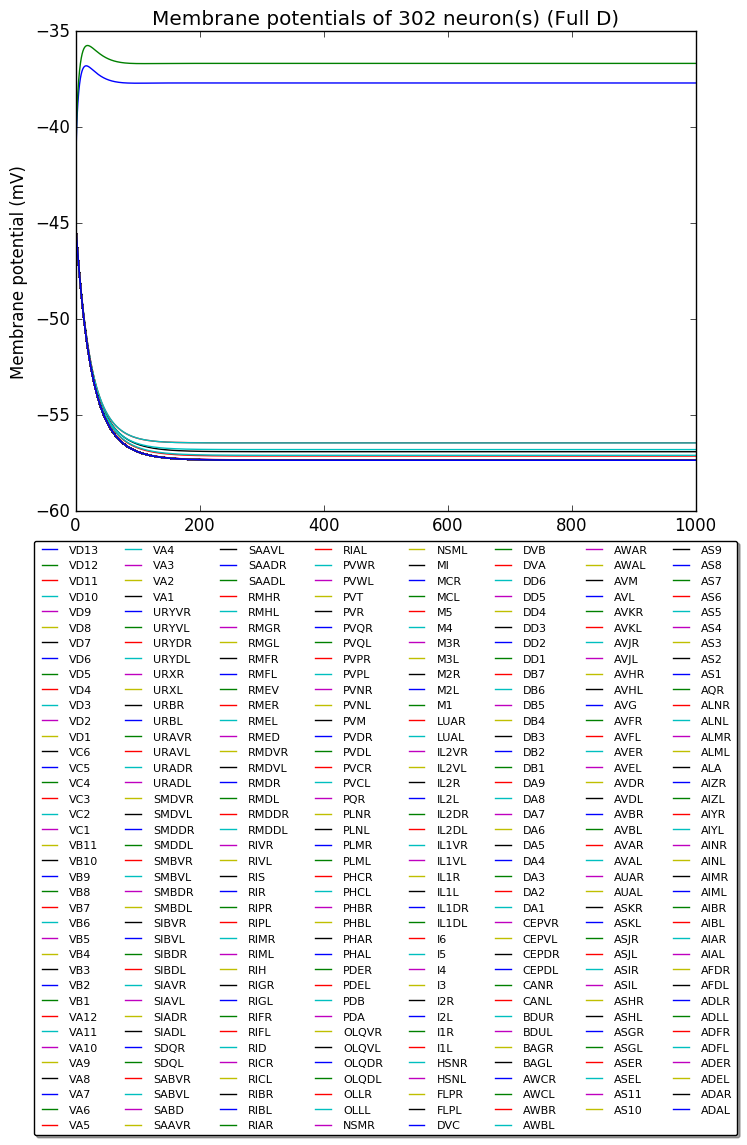 Membrane potentials of 302 neuron(s) (Full D)
−35
−40
−45
−50
−55
−60
Membrane potential (mV)
0 200 400 600 800 1000
VD13 VA4 SAAVL RIAL NSML DVB AWAR AS9
VD12 VA3 SAADR PVWR MI DVA AWAL AS8
VD11 VA2 SAADL PVWL MCR DD6 AVM AS7
VD10 VA1 RMHR PVT MCL DD5 AVL AS6
VD9 URYVR RMHL PVR M5 DD4 AVKR AS5
VD8 URYVL RMGR PVQR M4 DD3 AVKL AS4
VD7 URYDR RMGL PVQL M3R DD2 AVJR AS3
VD6 URYDL RMFR PVPR M3L DD1 AVJL AS2
VD5 URXR RMFL PVPL M2R DB7 AVHR AS1
VD4 URXL RMEV PVNR M2L DB6 AVHL AQR
VD3 URBR RMER PVNL M1 DB5 AVG ALNR
VD2 URBL RMEL PVM LUAR DB4 AVFR ALNL
VD1 URAVR RMED PVDR LUAL DB3 AVFL ALMR
VC6 URAVL RMDVR PVDL IL2VR DB2 AVER ALML
VC5 URADR RMDVL PVCR IL2VL DB1 AVEL ALA
VC4 URADL RMDR PVCL IL2R DA9 AVDR AIZR
VC3 SMDVR RMDL PQR IL2L DA8 AVDL AIZL
VC2 SMDVL RMDDR PLNR IL2DR DA7 AVBR AIYR
VC1 SMDDR RMDDL PLNL IL2DL DA6 AVBL AIYL
VB11 SMDDL RIVR PLMR IL1VR DA5 AVAR AINR
VB10 SMBVR RIVL PLML IL1VL DA4 AVAL AINL
VB9 SMBVL RIS PHCR IL1R DA3 AUAR AIMR
VB8 SMBDR RIR PHCL IL1L DA2 AUAL AIML
VB7 SMBDL RIPR PHBR IL1DR DA1 ASKR AIBR
VB6 SIBVR RIPL PHBL IL1DL CEPVR ASKL AIBL
VB5 SIBVL RIMR PHAR I6 CEPVL ASJR AIAR
VB4 SIBDR RIML PHAL I5 CEPDR ASJL AIAL
VB3 SIBDL RIH PDER I4 CEPDL ASIR AFDR
VB2 SIAVR RIGR PDEL I3 CANR ASIL AFDL
VB1 SIAVL RIGL PDB I2R CANL ASHR ADLR
VA12 SIADR RIFR PDA I2L BDUR ASHL ADLL
VA11 SIADL RIFL OLQVR I1R BDUL ASGR ADFR
VA10 SDQR RID OLQVL I1L BAGR ASGL ADFL
VA9 SDQL RICR OLQDR HSNR BAGL ASER ADER
VA8 SABVR RICL OLQDL HSNL AWCR ASEL ADEL
VA7 SABVL RIBR OLLR FLPR AWCL AS11 ADAR
VA6 SABD RIBL OLLL FLPL AWBR AS10 ADAL
VA5 SAAVR RIAR NSMR DVC AWBL